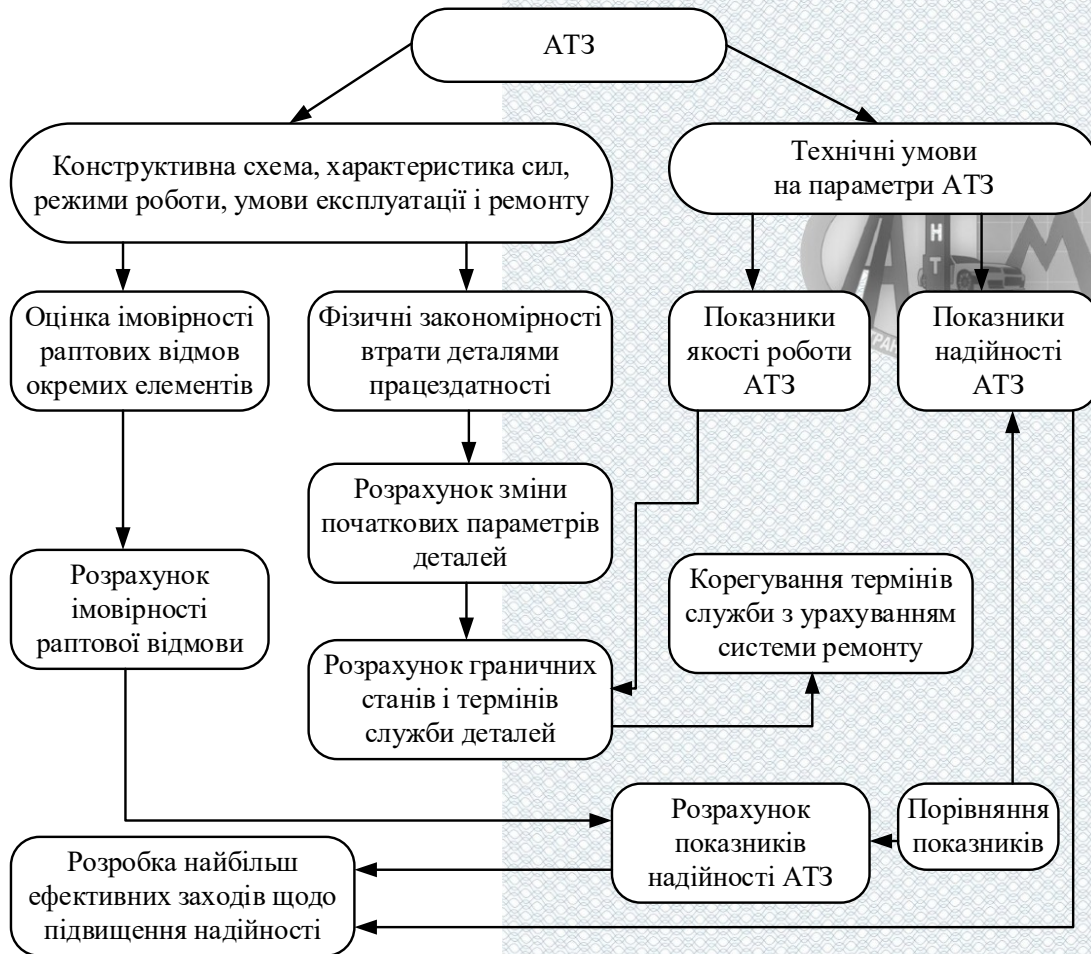 АТЗ
Конструктивна схема, характеристика сил,
режими роботи, умови експлуатації і ремонту
Технічні умови
на параметри АТЗ
Оцінка імовірності
раптових відмов
окремих елементів
Фізичні закономірності
втрати деталями
працездатності
Показники
якості роботи
АТЗ
Показники
надійності
АТЗ
Розрахунок зміни
початкових параметрів
деталей
Розрахунок
імовірності
раптової відмови
Корегування термінів
служби з урахуванням
системи ремонту
Розрахунок граничних
станів і термінів
служби деталей
Розрахунок
показників
надійності АТЗ
Порівняння
показників
Розробка найбільш
ефективних заходів щодо
підвищення надійності